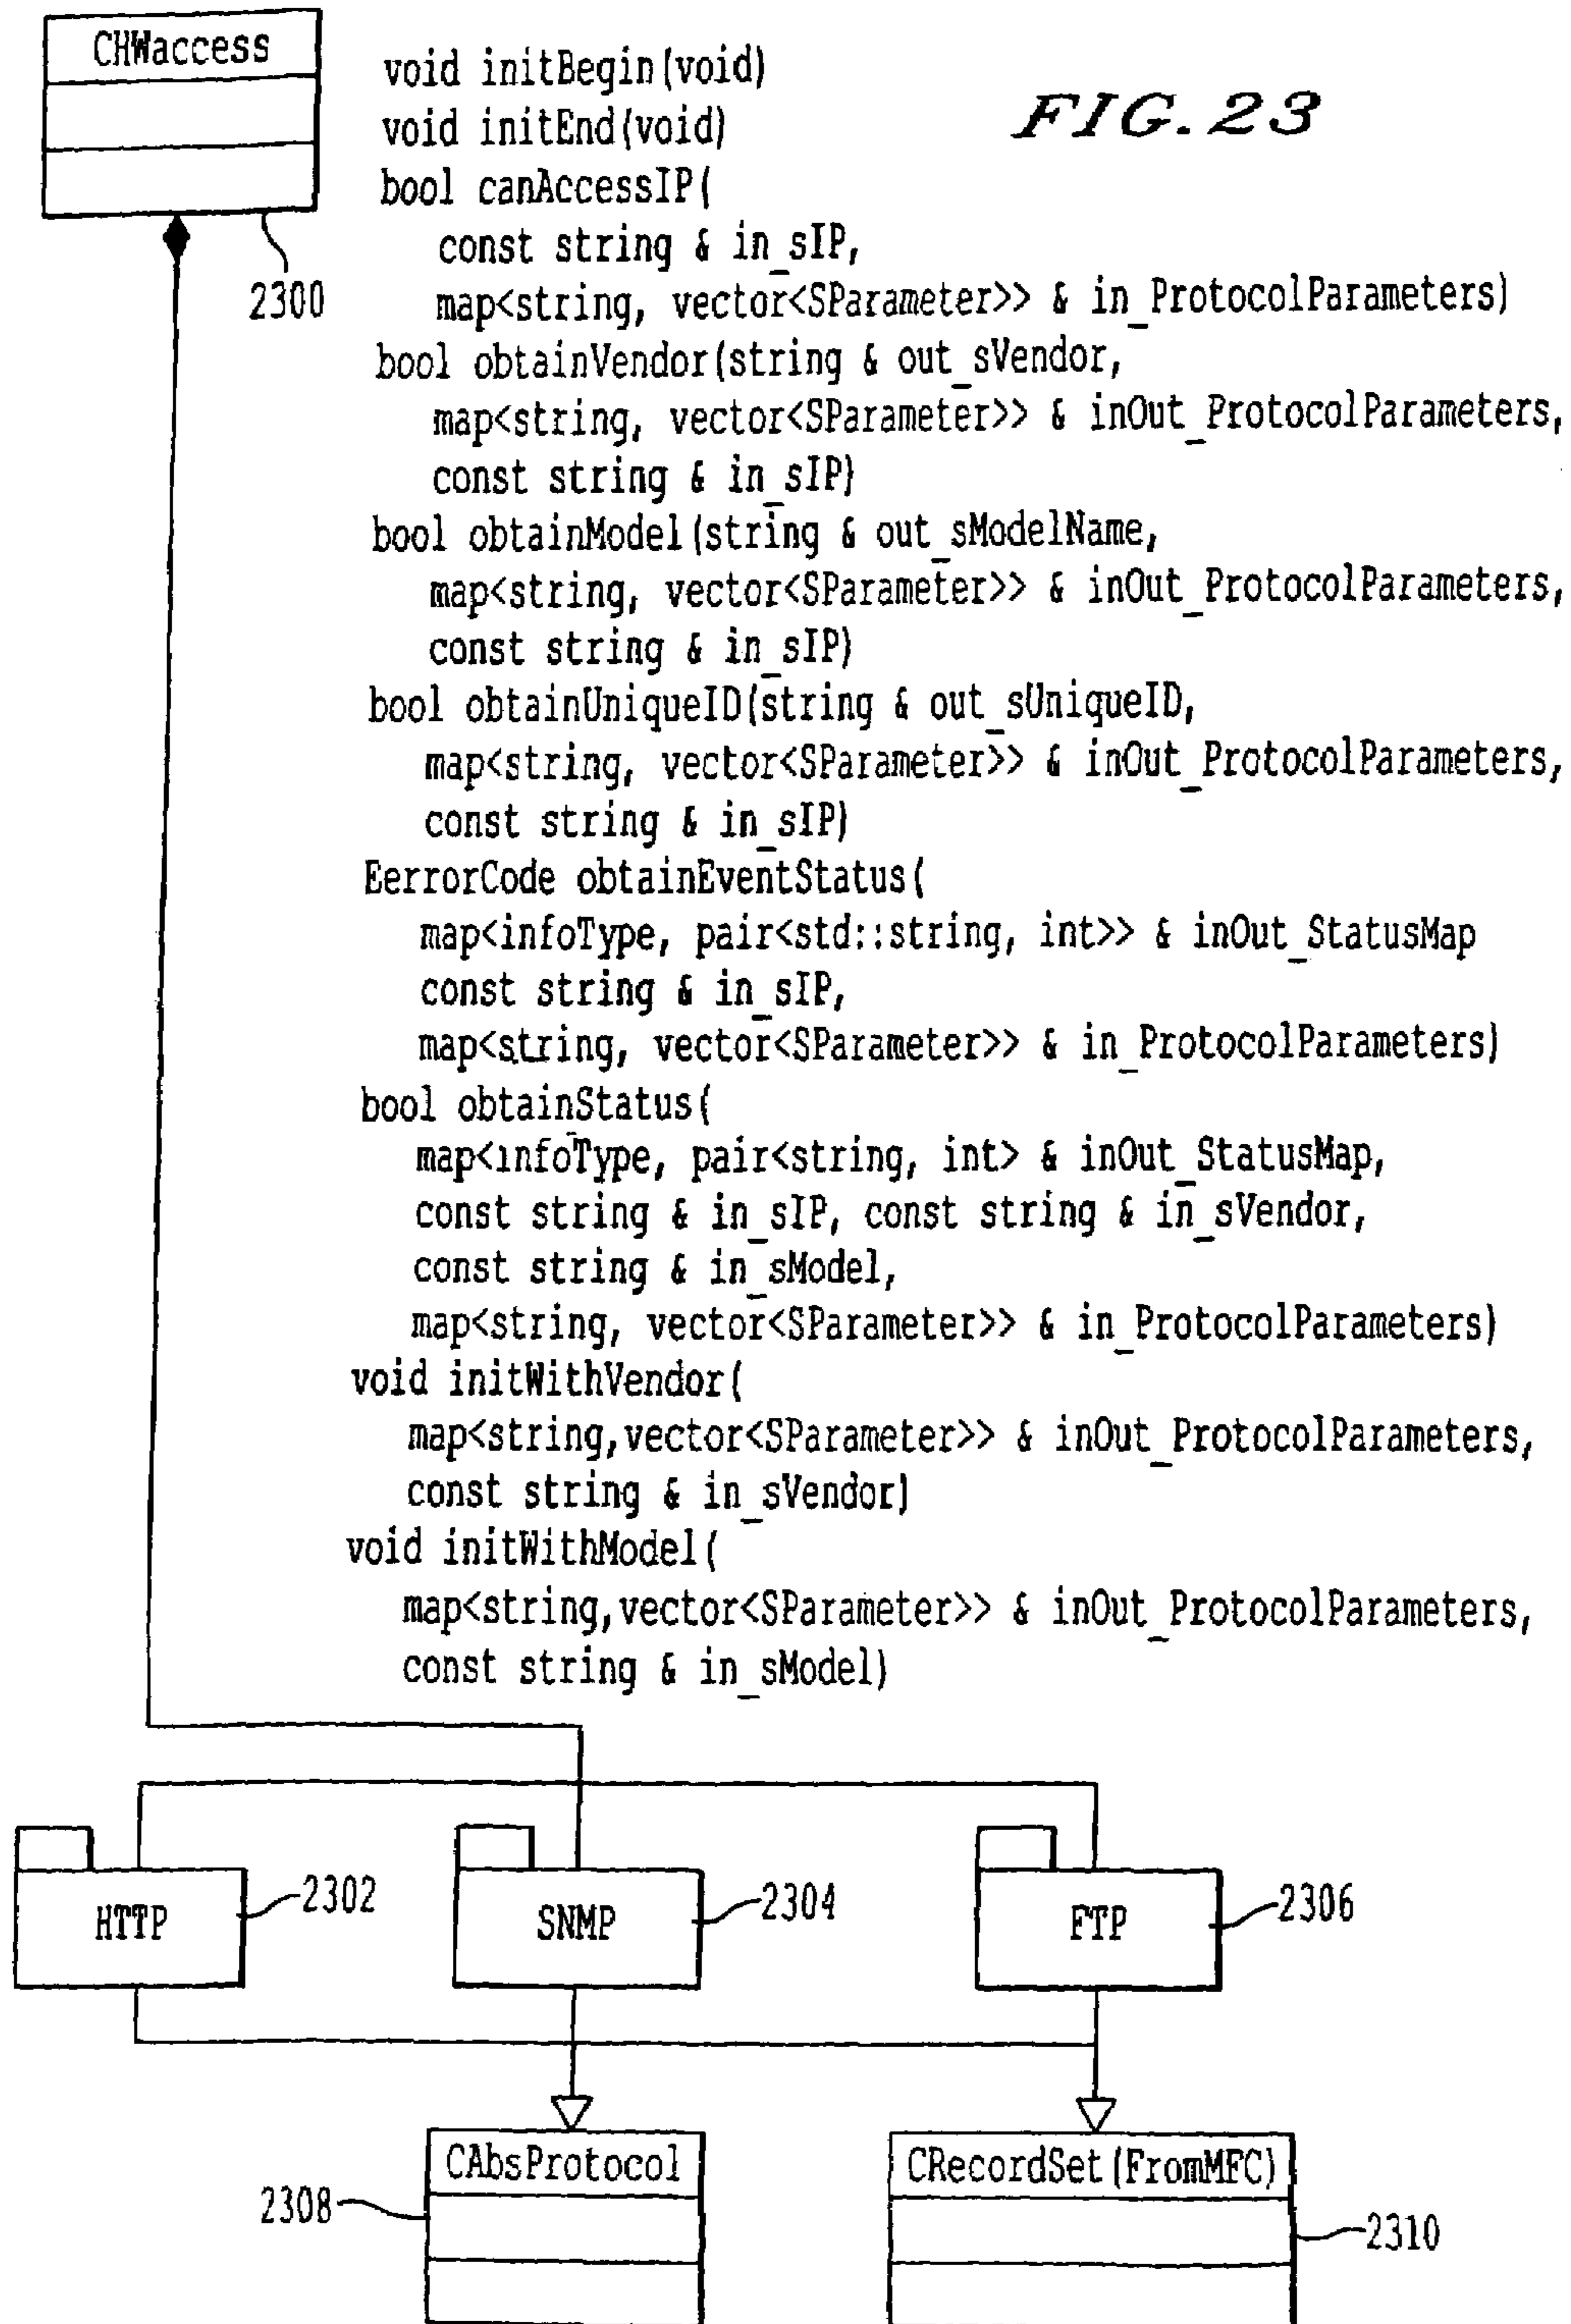 CHWaccess
2300
FIG. 23
void initBegin(void)
void initEnd(void)
bool canAccessIP(
const string & in_sIP,
map<string, vector<SParameter>> & in_ProtocolParameters)
bool obtainVendor(string & out_sVendor,
map<string, vector<SParameter>> & inOut_ProtocolParameters,
const string & in_sIP)
bool obtainModel(string & out_sModelName,
map<string, vector<SParameter>> & inOut_ProtocolParameters,
const string & in_sIP)
bool obtainUniqueID(string & out_sUniqueID,
map<string, vector<SParameter>> & inOut_ProtocolParameters,
const string & in_sIP)
EerrorCode obtainEventStatus(
map<infoType, pair<std::string, int>> & inOut_StatusMap
const string & in_sIP,
map<string, vector<SParameter>> & in_ProtocolParameters)
bool obtainStatus(
map<infoType, pair<string, int> & inOut_StatusMap,
const string & in_sIP, const string & in_sVendor,
const string & in_sModel,
map<string, vector<SParameter>> & in_ProtocolParameters)
void initWithVendor(
map<string,vector<SParameter>> & inOut_ProtocolParameters,
const string & in_sVendor)
void initWithModel(
map<string,vector<SParameter>> & inOut_ProtocolParameters,
const string & in_sModel)
HTTP
2302
SNMP
2304
FTP
2306
CAbsProtocol
2308
CRecordSet(FromMFC)
2310